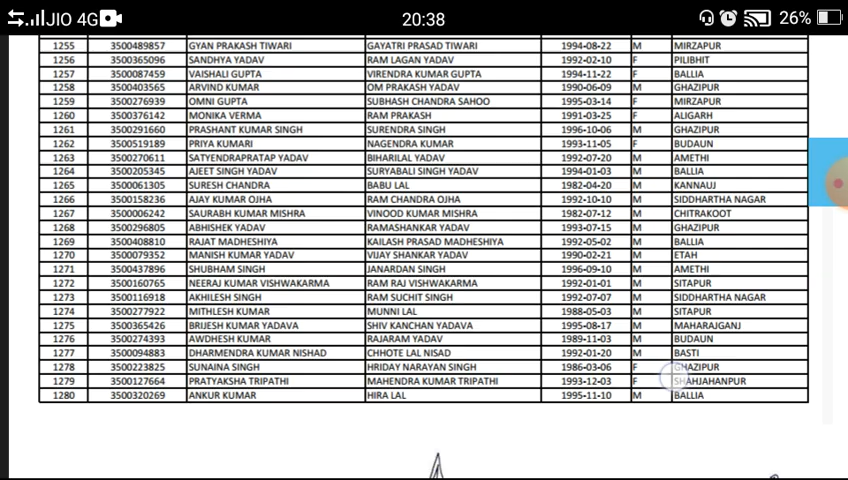 JIO 4G 20:38 26%
1255 3500489857 GYAN PRAKASH TIWARI GAYATRI PRASAD TIWARI 1994-08-22 M MIRZAPUR
1256 3500365096 SANDHYA YADAV RAM LAGAN YADAV 1992-02-10 F PILIBHIT
1257 3500087459 VAISHALI GUPTA VIRENDRA KUMAR GUPTA 1994-11-22 F BALLIA
1258 3500403565 ARVIND KUMAR OM PRAKASH YADAV 1990-06-09 M GHAZIPUR
1259 3500276939 OMNI GUPTA SUBHASH CHANDRA SAHOO 1995-03-14 F MIRZAPUR
1260 3500376142 MONIKA VERMA RAM PRAKASH 1991-03-25 F ALIGARH
1261 3500291660 PRASHANT KUMAR SINGH SURENDRA SINGH 1996-10-06 M GHAZIPUR
1262 3500519189 PRIYA KUMARI NAGENDRA KUMAR 1993-11-05 F BUDAUN
1263 3500270611 SATYENDRAPRATAP YADAV BIHARILAL YADAV 1992-07-20 M AMETHI
1264 3500205345 AJEET SINGH YADAV SURYABALI SINGH YADAV 1994-01-03 M BALLIA
1265 3500061305 SURESH CHANDRA BABU LAL 1982-04-20 M KANNAUJ
1266 3500158236 AJAY KUMAR OJHA RAM CHANDRA OJHA 1992-10-10 M SIDDHARTHA NAGAR
1267 3500006242 SAURABH KUMAR MISHRA VINOOD KUMAR MISHRA 1982-07-12 M CHITRAKOOT
1268 3500296805 ABHISHEK YADAV RAMASHANKAR YADAV 1993-07-15 M GHAZIPUR
1269 3500408810 RAJAT MADHESHIYA KAILASH PRASAD MADHESHIYA 1992-05-02 M BALLIA
1270 3500079352 MANISH KUMAR YADAV VIJAY SHANKAR YADAV 1990-02-21 M ETAH
1271 3500437896 SHUBHAM SINGH JANARDAN SINGH 1996-09-10 M AMETHI
1272 3500160765 NEERAJ KUMAR VISHWAKARMA RAM RAJ VISHWAKARMA 1992-01-01 M SITAPUR
1273 3500116918 AKHILESH SINGH RAM SUCHIT SINGH 1992-07-07 M SIDDHARTHA NAGAR
1274 3500277922 MITHLESH KUMAR MUNNI LAL 1988-05-03 M SITAPUR
1275 3500365426 BRIJESH KUMAR YADAVA SHIV KANCHAN YADAVA 1995-08-17 M MAHARAJGANJ
1276 3500274393 AWDHESH KUMAR RAJARAM YADAV 1989-11-03 M BUDAUN
1277 3500094883 DHARMENDRA KUMAR NISHAD CHHOTE LAL NISAD 1992-01-20 M BASTI
1278 3500223825 SUNAINA SINGH HRIDAY NARAYAN SINGH 1986-03-06 F GHAZIPUR
1279 3500127664 PRATYAKSHA TRIPATHI MAHENDRA KUMAR TRIPATHI 1993-12-03 F SHAHJAHANPUR
1280 3500320269 ANKUR KUMAR HIRA LAL 1995-11-10 M BALLIA